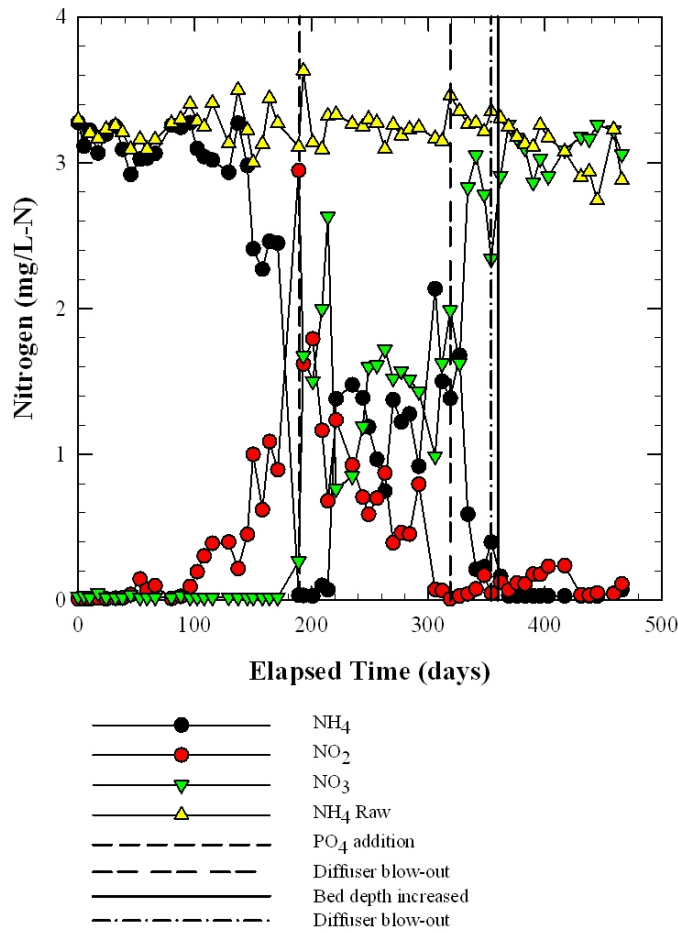 4
3
2
1
0
Nitrogen (mg/L-N)
0 100 200 300 400 500
Elapsed Time (days)
NH4
NO2
NO3
NH4 Raw
PO4 addition
Diffuser blow-out
Bed depth increased
Diffuser blow-out